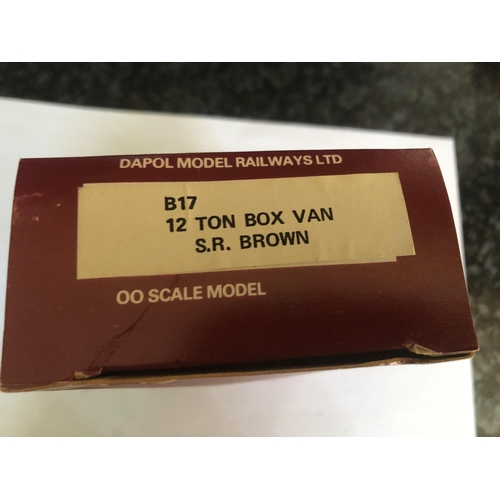 DAPOL MODEL RAILWAYS LTD
B17
12 TON BOX VAN
S.R. BROWN
OO SCALE MODEL